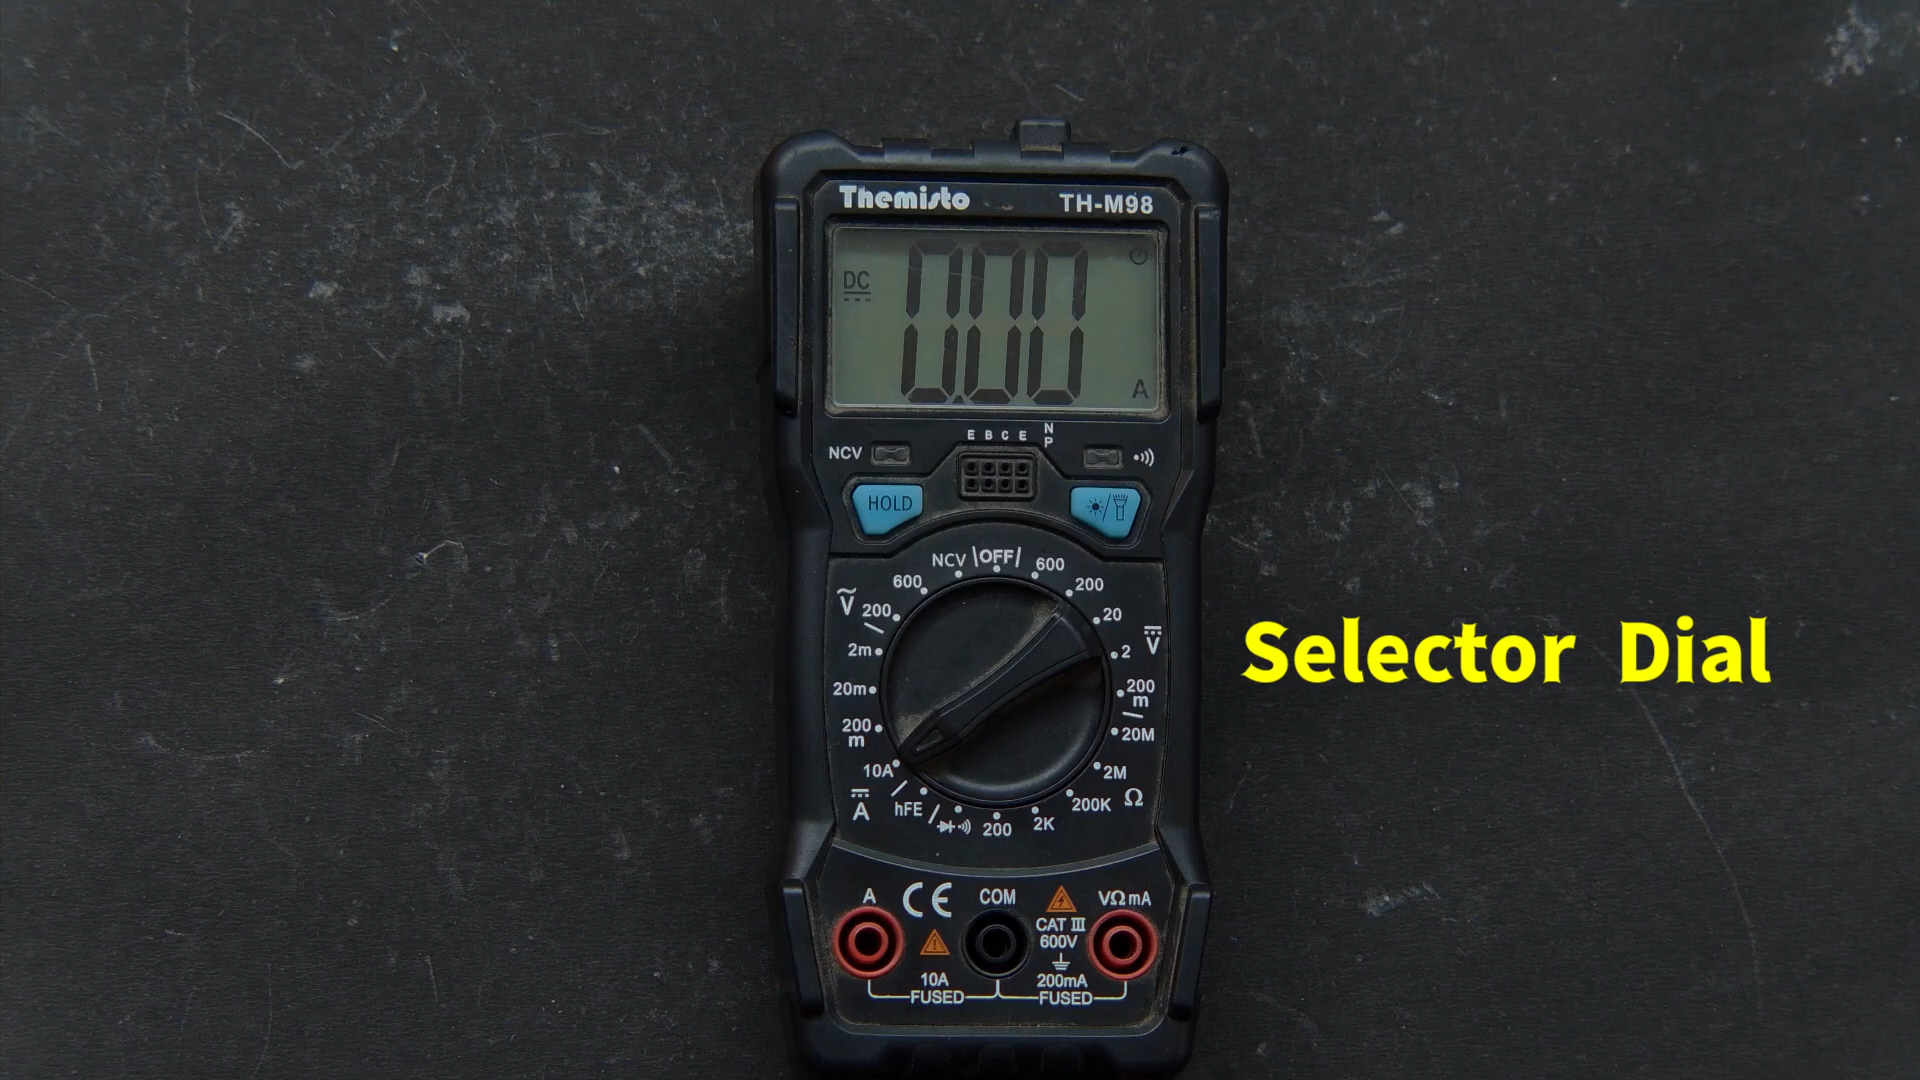 Themisto TH-M98
DC 0.00
A
E B C E N
P
NCV
HOLD
NCV OFF 600
600 200
V 200 20
V
2m 2
20m 200
m
200
m 20M
10A 2M
A hFE 200K Ω
200 2K
Selector Dial
A CE COM VΩmA
CAT III
600V
10A 200mA
FUSED FUSED